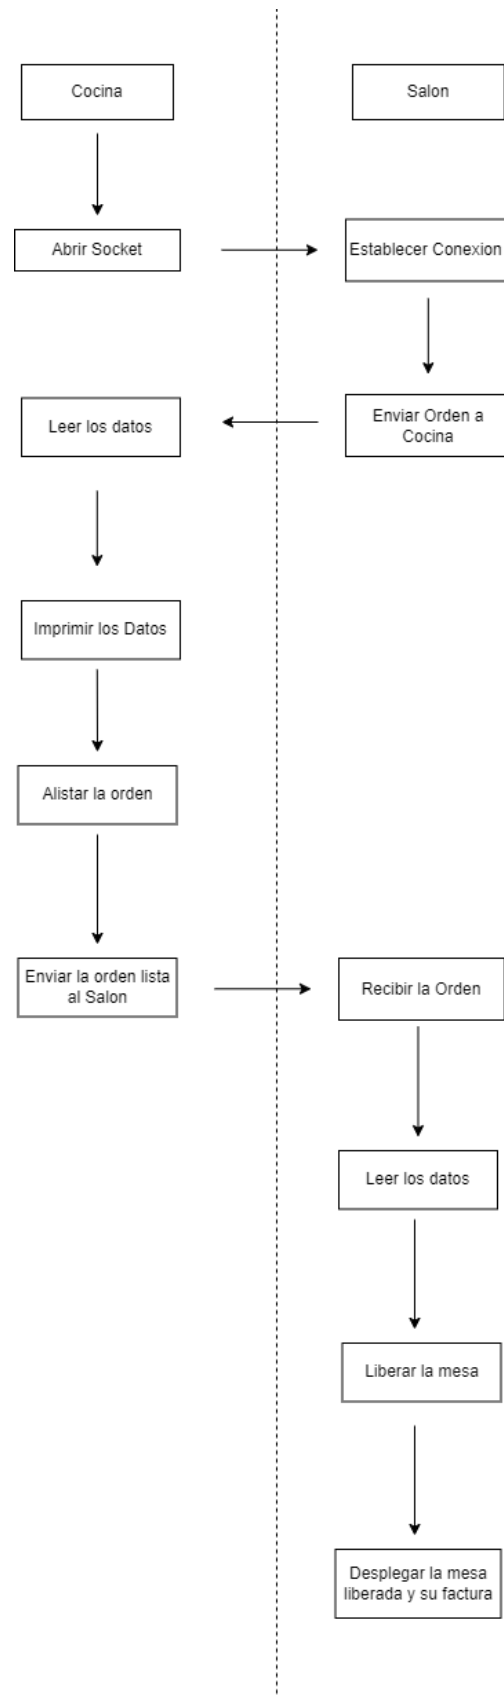 Cocina
Salon
Abrir Socket
Establecer Conexion
Leer los datos
Enviar Orden a
Cocina
Imprimir los Datos
Alistar la orden
Enviar la orden lista
al Salon
Recibir la Orden
Leer los datos
Liberar la mesa
Desplegar la mesa
liberada y su factura